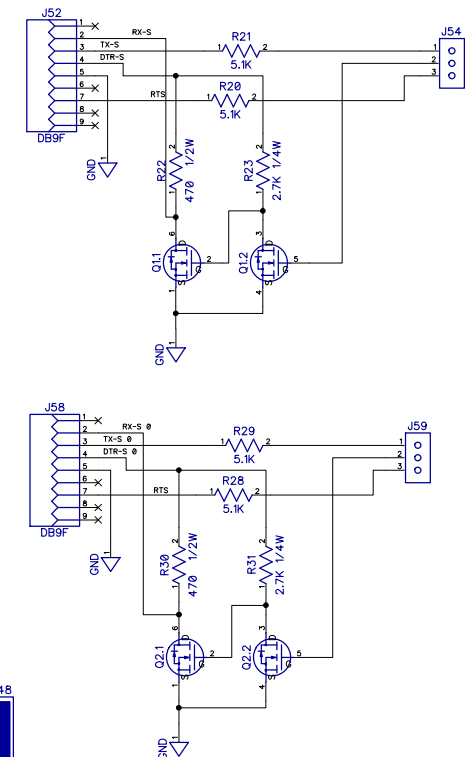 J52
1
2 RX-S
3 TX-S
4 DTR-S
5
6
7 RTS
8
9
DB9F
1 R21 2
5.1K
1 R20 2
5.1K
J54
1
2
3
GND
1
2
R22
470 1/2W
1
2
R23
2.7K 1/4W
1
6
D
Q1.1
G
2
S
1
3
D
Q1.2
G
5
S
4
GND
1
J58
1
2 RX-S 0
3 TX-S 0
4 DTR-S 0
5
6
7 RTS
8
9
DB9F
1 R29 2
5.1K
1 R28 2
5.1K
J59
1
2
3
GND
1
2
R30
470 1/2W
1
2
R31
2.7K 1/4W
1
6
D
Q2.1
G
2
S
1
3
D
Q2.2
G
5
S
4
GND
1
48